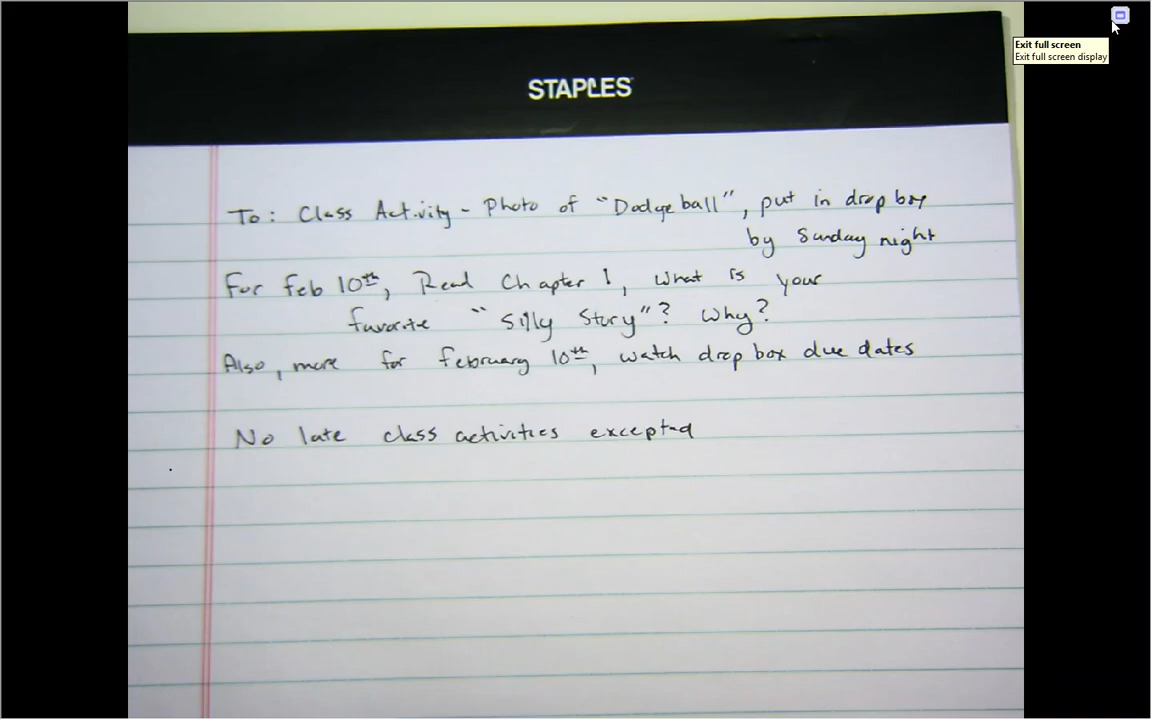 Exit full screen
Exit full screen display
STAPLES
To: Class Activity - Photo of "Dodgeball", put in drop box
by Sunday night
For Feb 10th, Read Chapter 1, what is your
favorite "Silly Story"? Why?
Also, more for February 10th, watch drop box due dates
No late class activities excepted